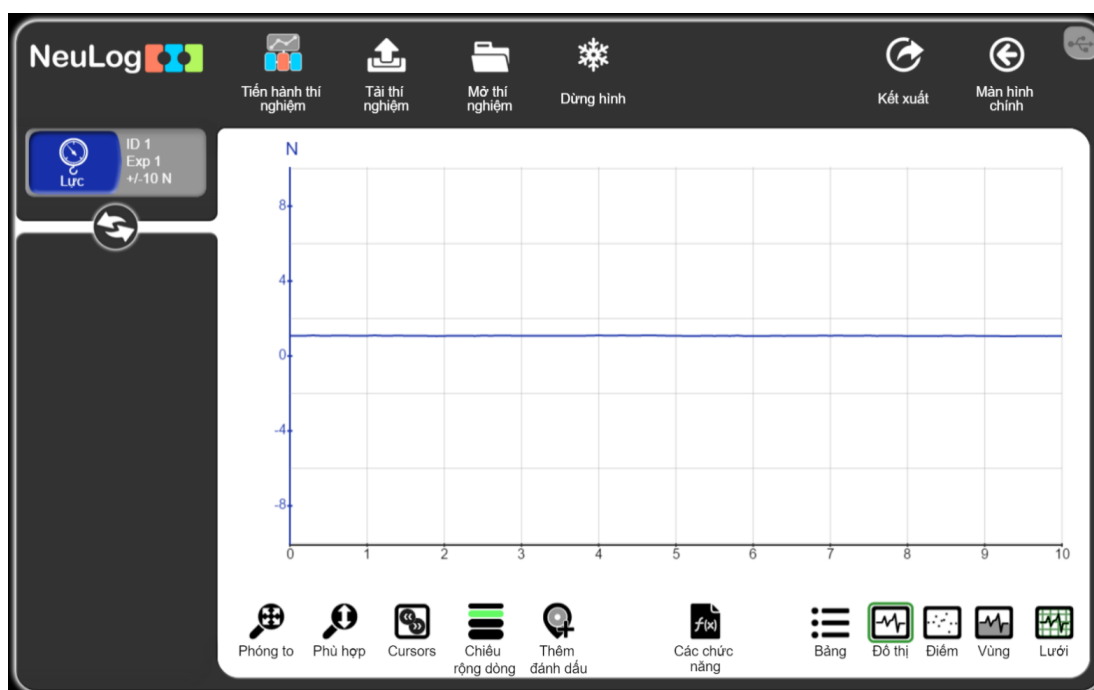 NeuLog
Tiến hành thí
nghiệm
Tải thí
nghiệm
Mở thí
nghiệm
Dừng hình
Kết xuất
Màn hình
chính
Lực
ID 1
Exp 1
+/-10 N
N
8
4
0
-4
-8
0 1 2 3 4 5 6 7 8 9 10
Phóng to
Phù hợp
Cursors
Chiều
rộng dòng
Thêm
đánh dấu
f(x)
Các chức
năng
Bảng
Đồ thị
Điểm
Vùng
Lưới